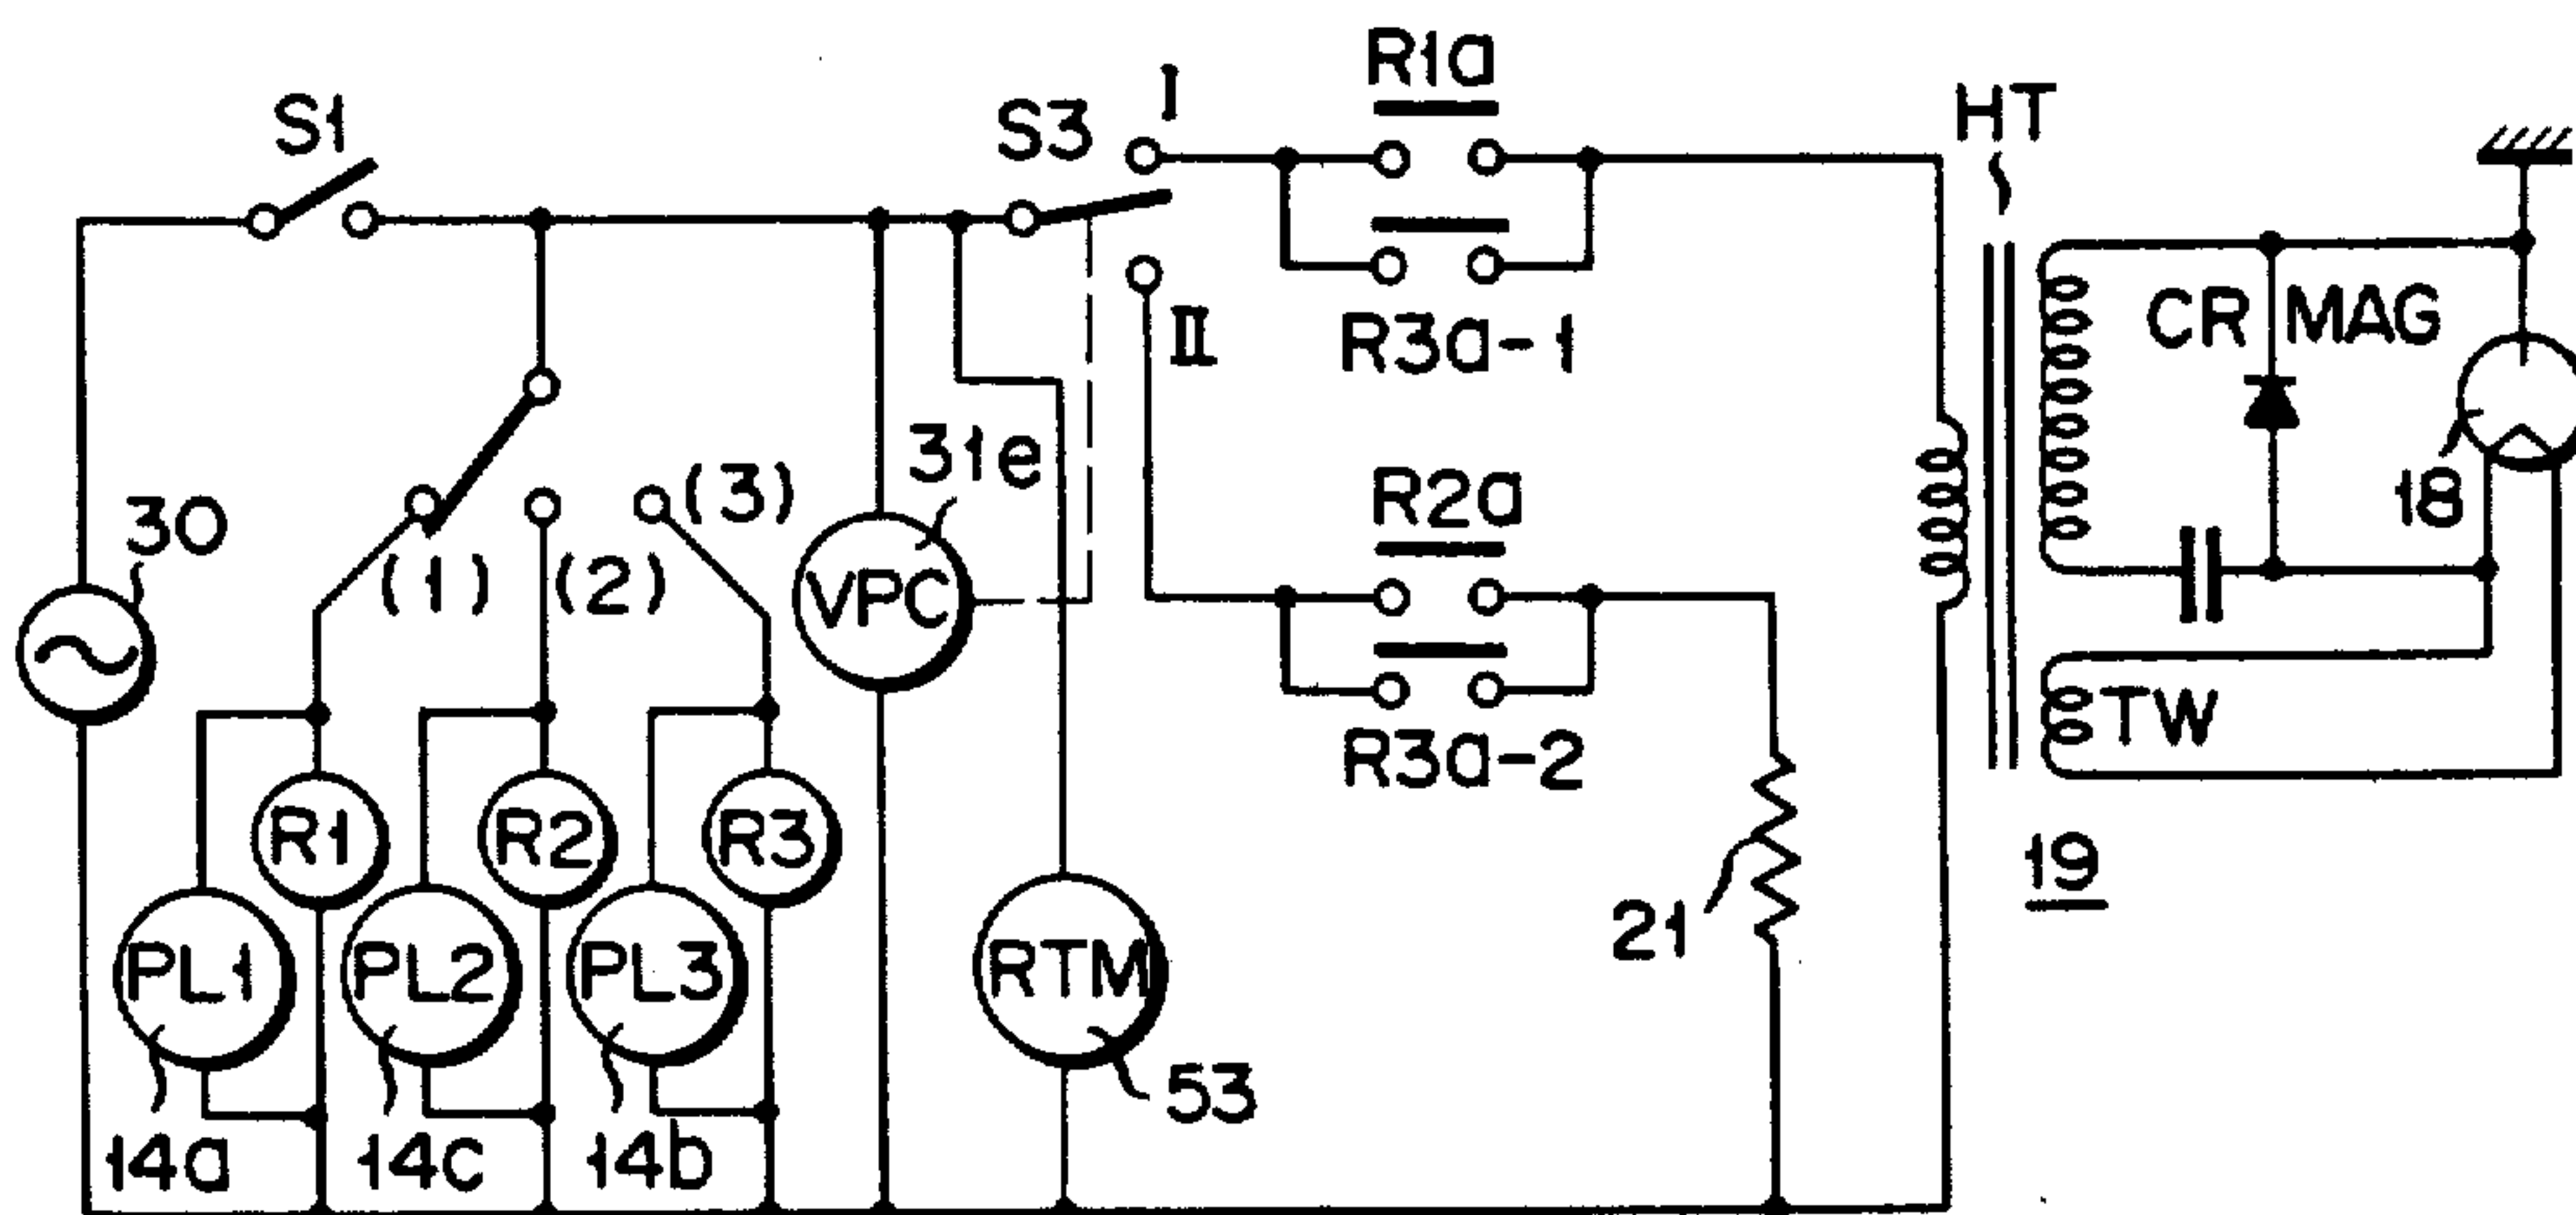 R1a
I
HT
S1
S3
CR
MAG
R3a-1
II
31e
(3)
R2a
18
30
(1)
(2)
VPC
TW
R3a-2
R1
R2
R3
19
21
PL1
PL2
PL3
RTM
53
14a
14c
14b